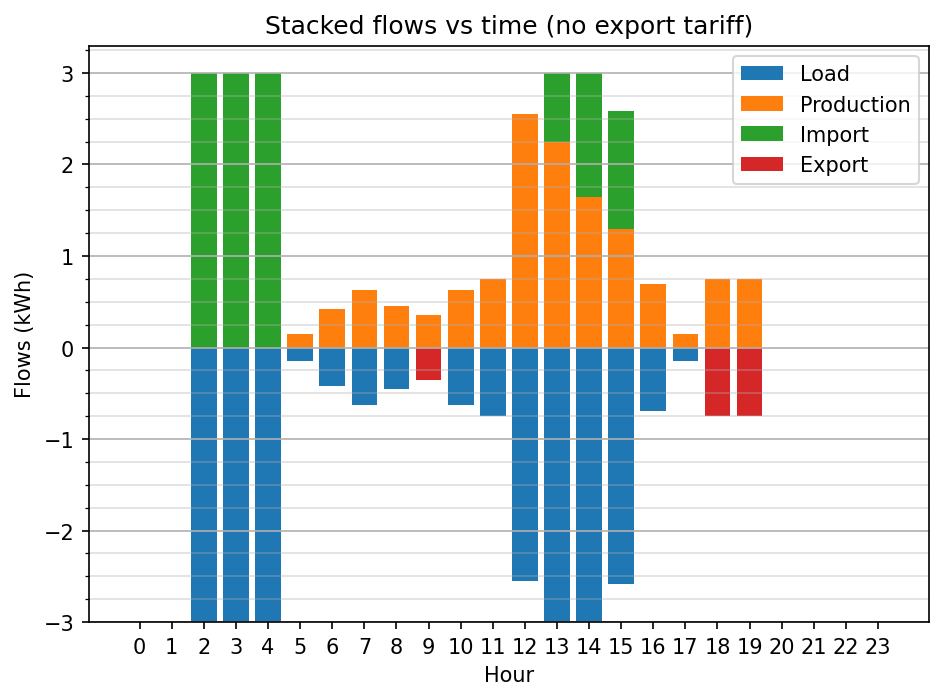 Stacked flows vs time (no export tariff)
Load
Production
Import
Export
3
2
1
0
−1
−2
−3
Flows (kWh)
0 1 2 3 4 5 6 7 8 9 10 11 12 13 14 15 16 17 18 19 20 21 22 23
Hour